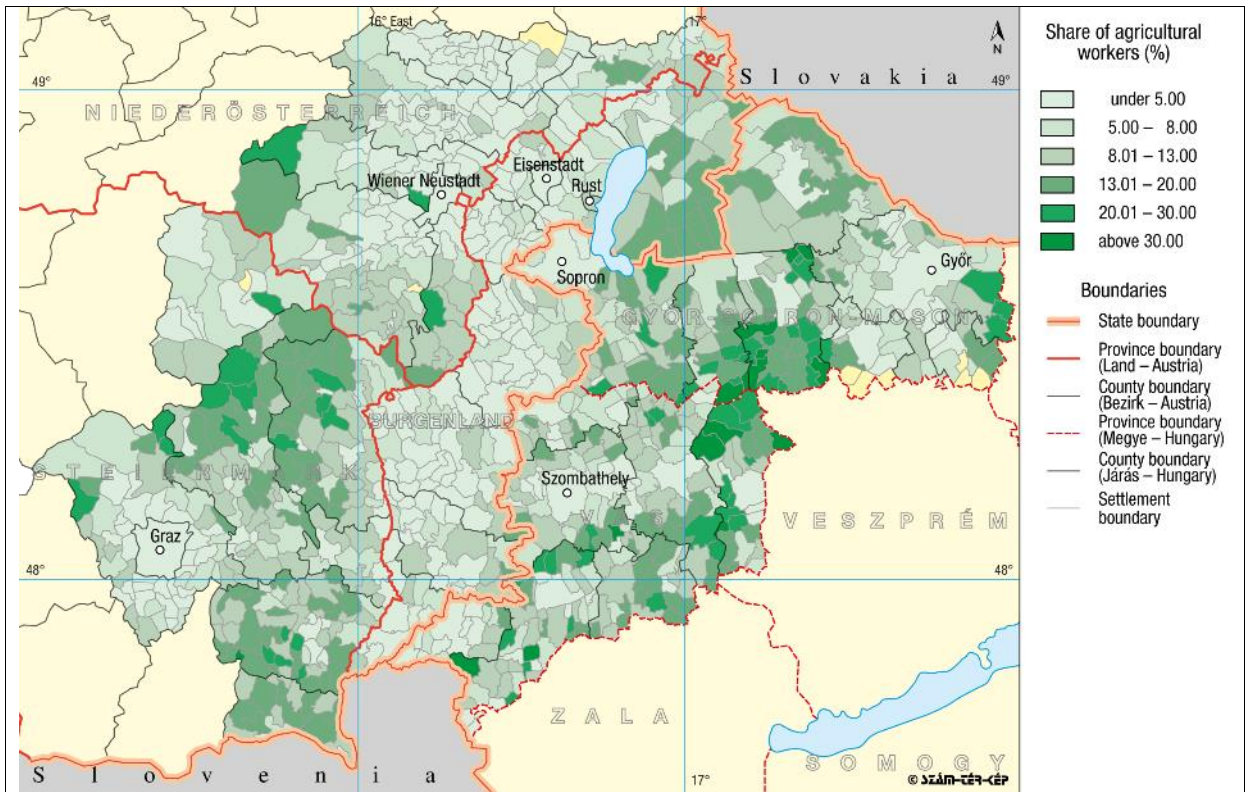 16° East
17°
N
49°
Slovakia
49°
NIEDERÖSTERREICH
Eisenstadt
Wiener Neustadt
Rust
Sopron
Győr
GYŐR-SOPRON-MOSON
BURGENLAND
STEIERMARK
Szombathely
VAS
VESZPRÉM
Graz
48°
48°
ZALA
SOMOGY
Slovenia
17°
© SZÁM-TÉR-KÉP
Share of agricultural
workers (%)
under 5.00
5.00 – 8.00
8.01 – 13.00
13.01 – 20.00
20.01 – 30.00
above 30.00
Boundaries
State boundary
Province boundary
(Land – Austria)
County boundary
(Bezirk – Austria)
Province boundary
(Megye – Hungary)
County boundary
(Járás – Hungary)
Settlement
boundary